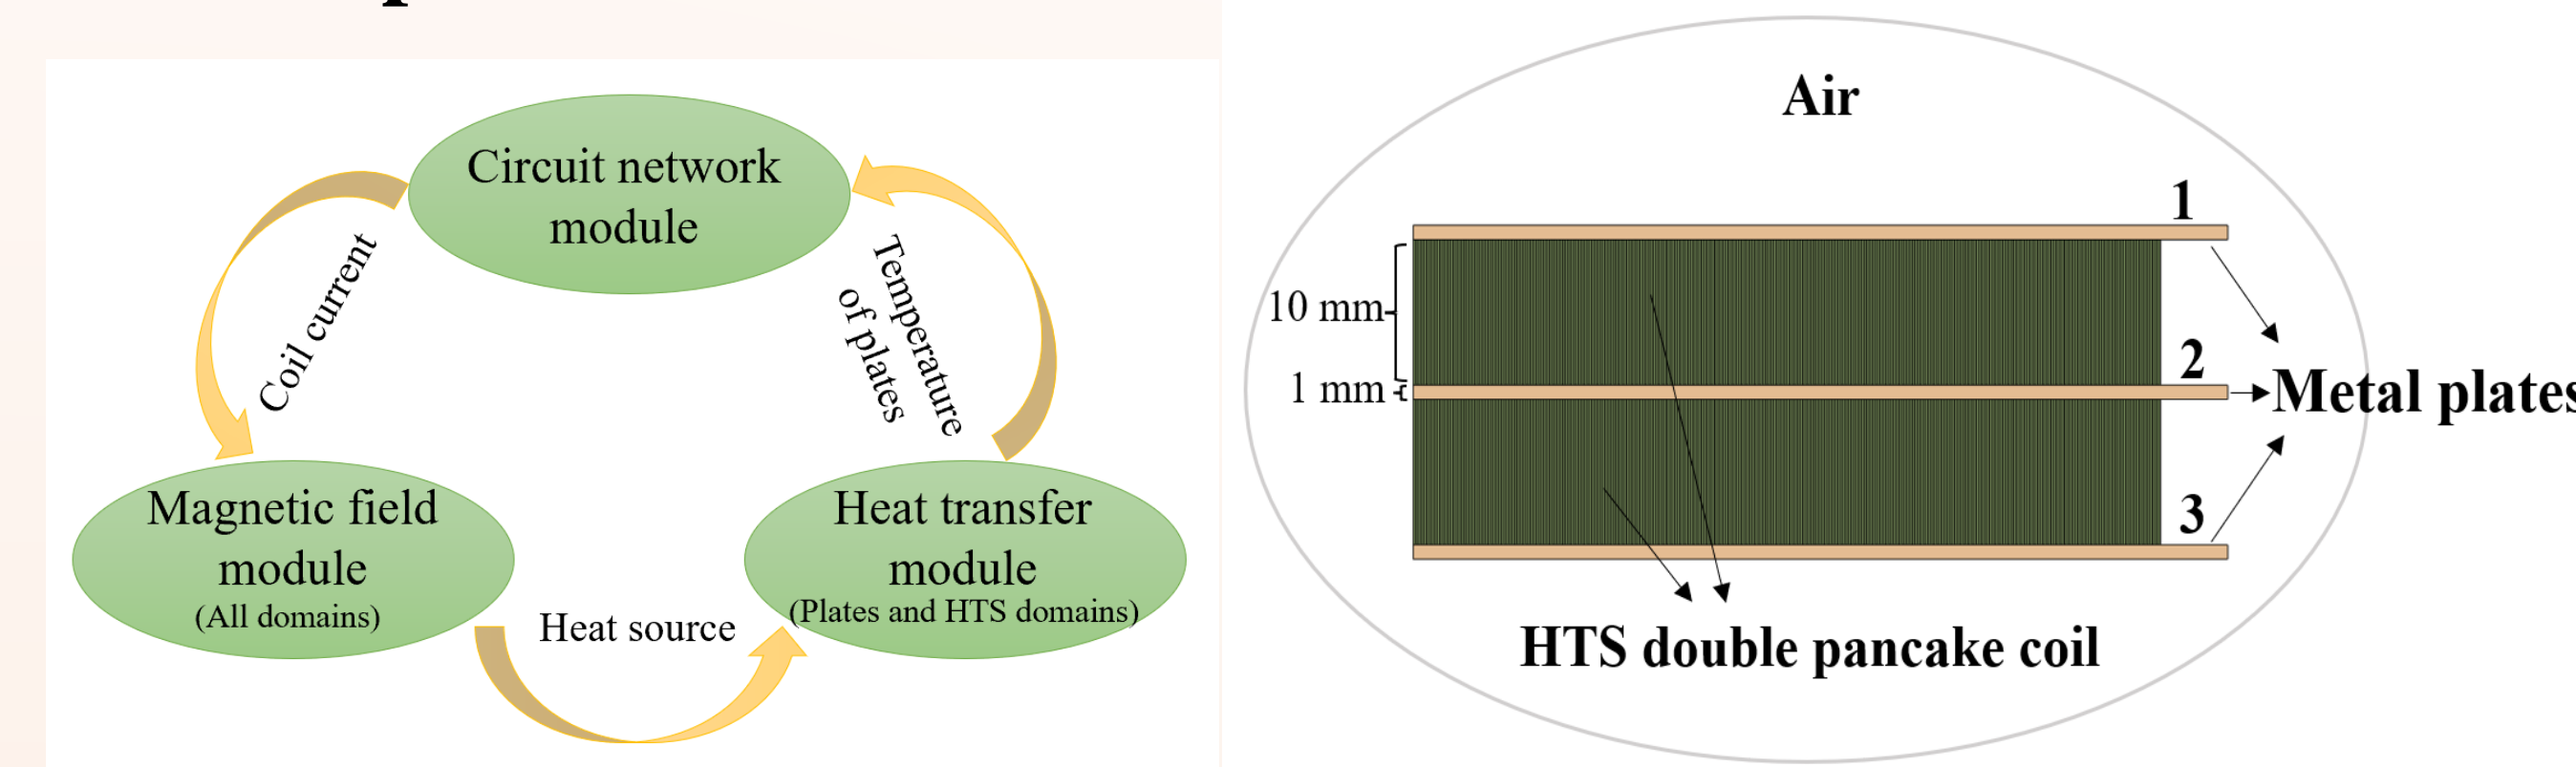 Circuit network
module
Coil current
Temperature
of plates
Magnetic field
module
(All domains)
Heat source
Heat transfer
module
(Plates and HTS domains)
Air
1
10 mm
2
1 mm
Metal plates
3
HTS double pancake coil